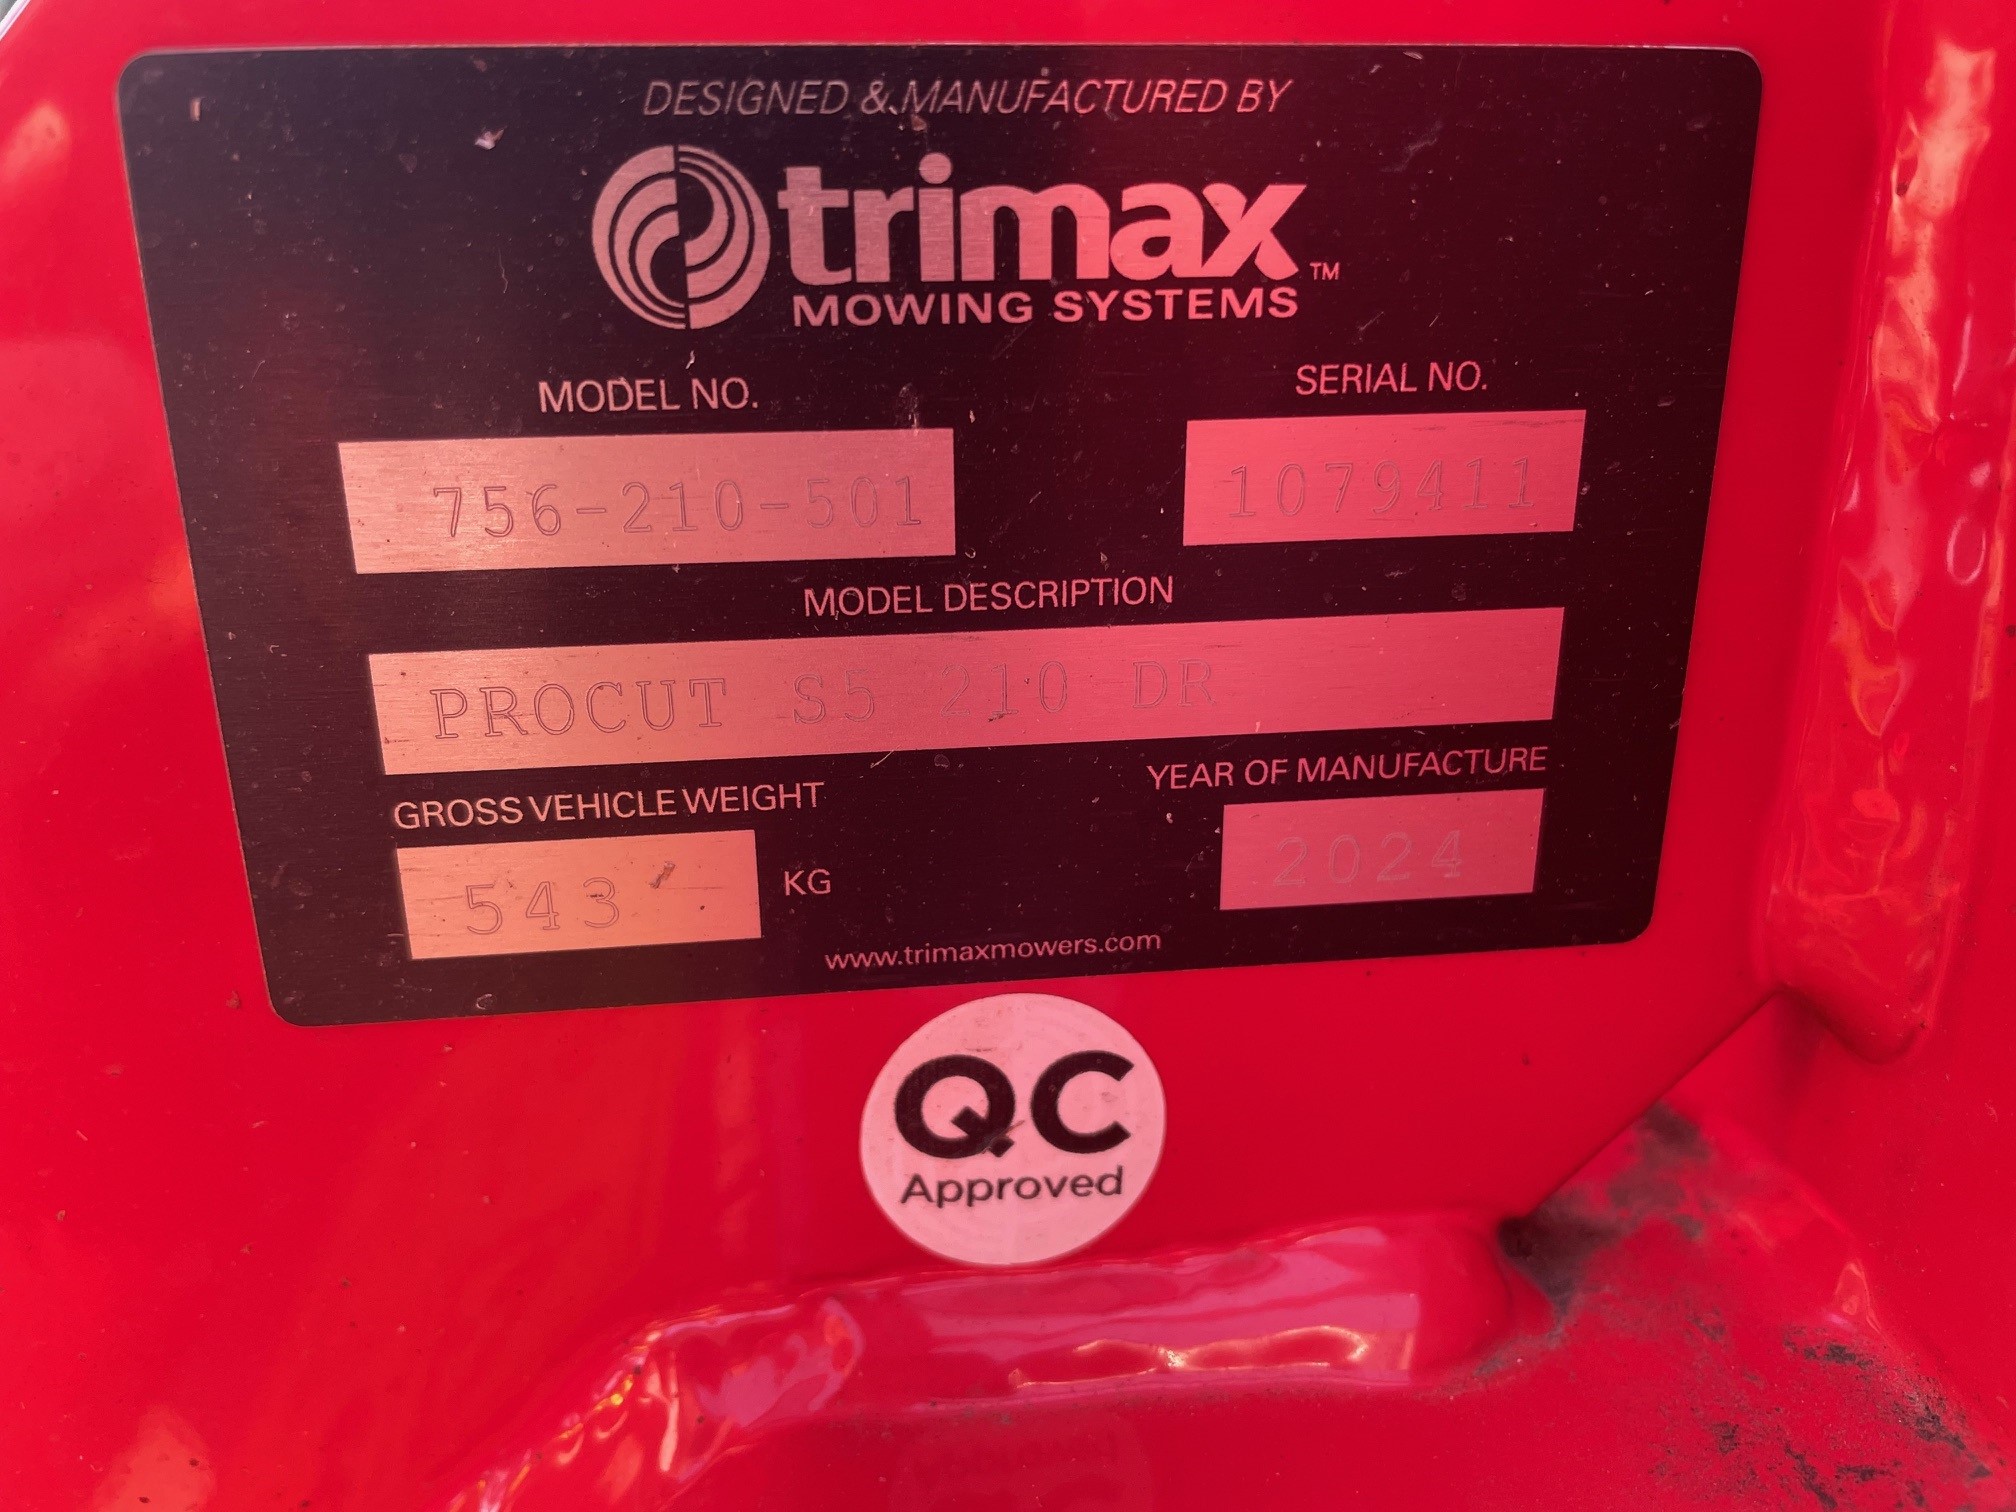 DESIGNED & MANUFACTURED BY
trimax™
MOWING SYSTEMS
MODEL NO. SERIAL NO.
756-210-501 1079411
MODEL DESCRIPTION
PROCUT S5 210 DR
GROSS VEHICLE WEIGHT YEAR OF MANUFACTURE
543 KG 2024
www.trimaxmowers.com
QC
Approved